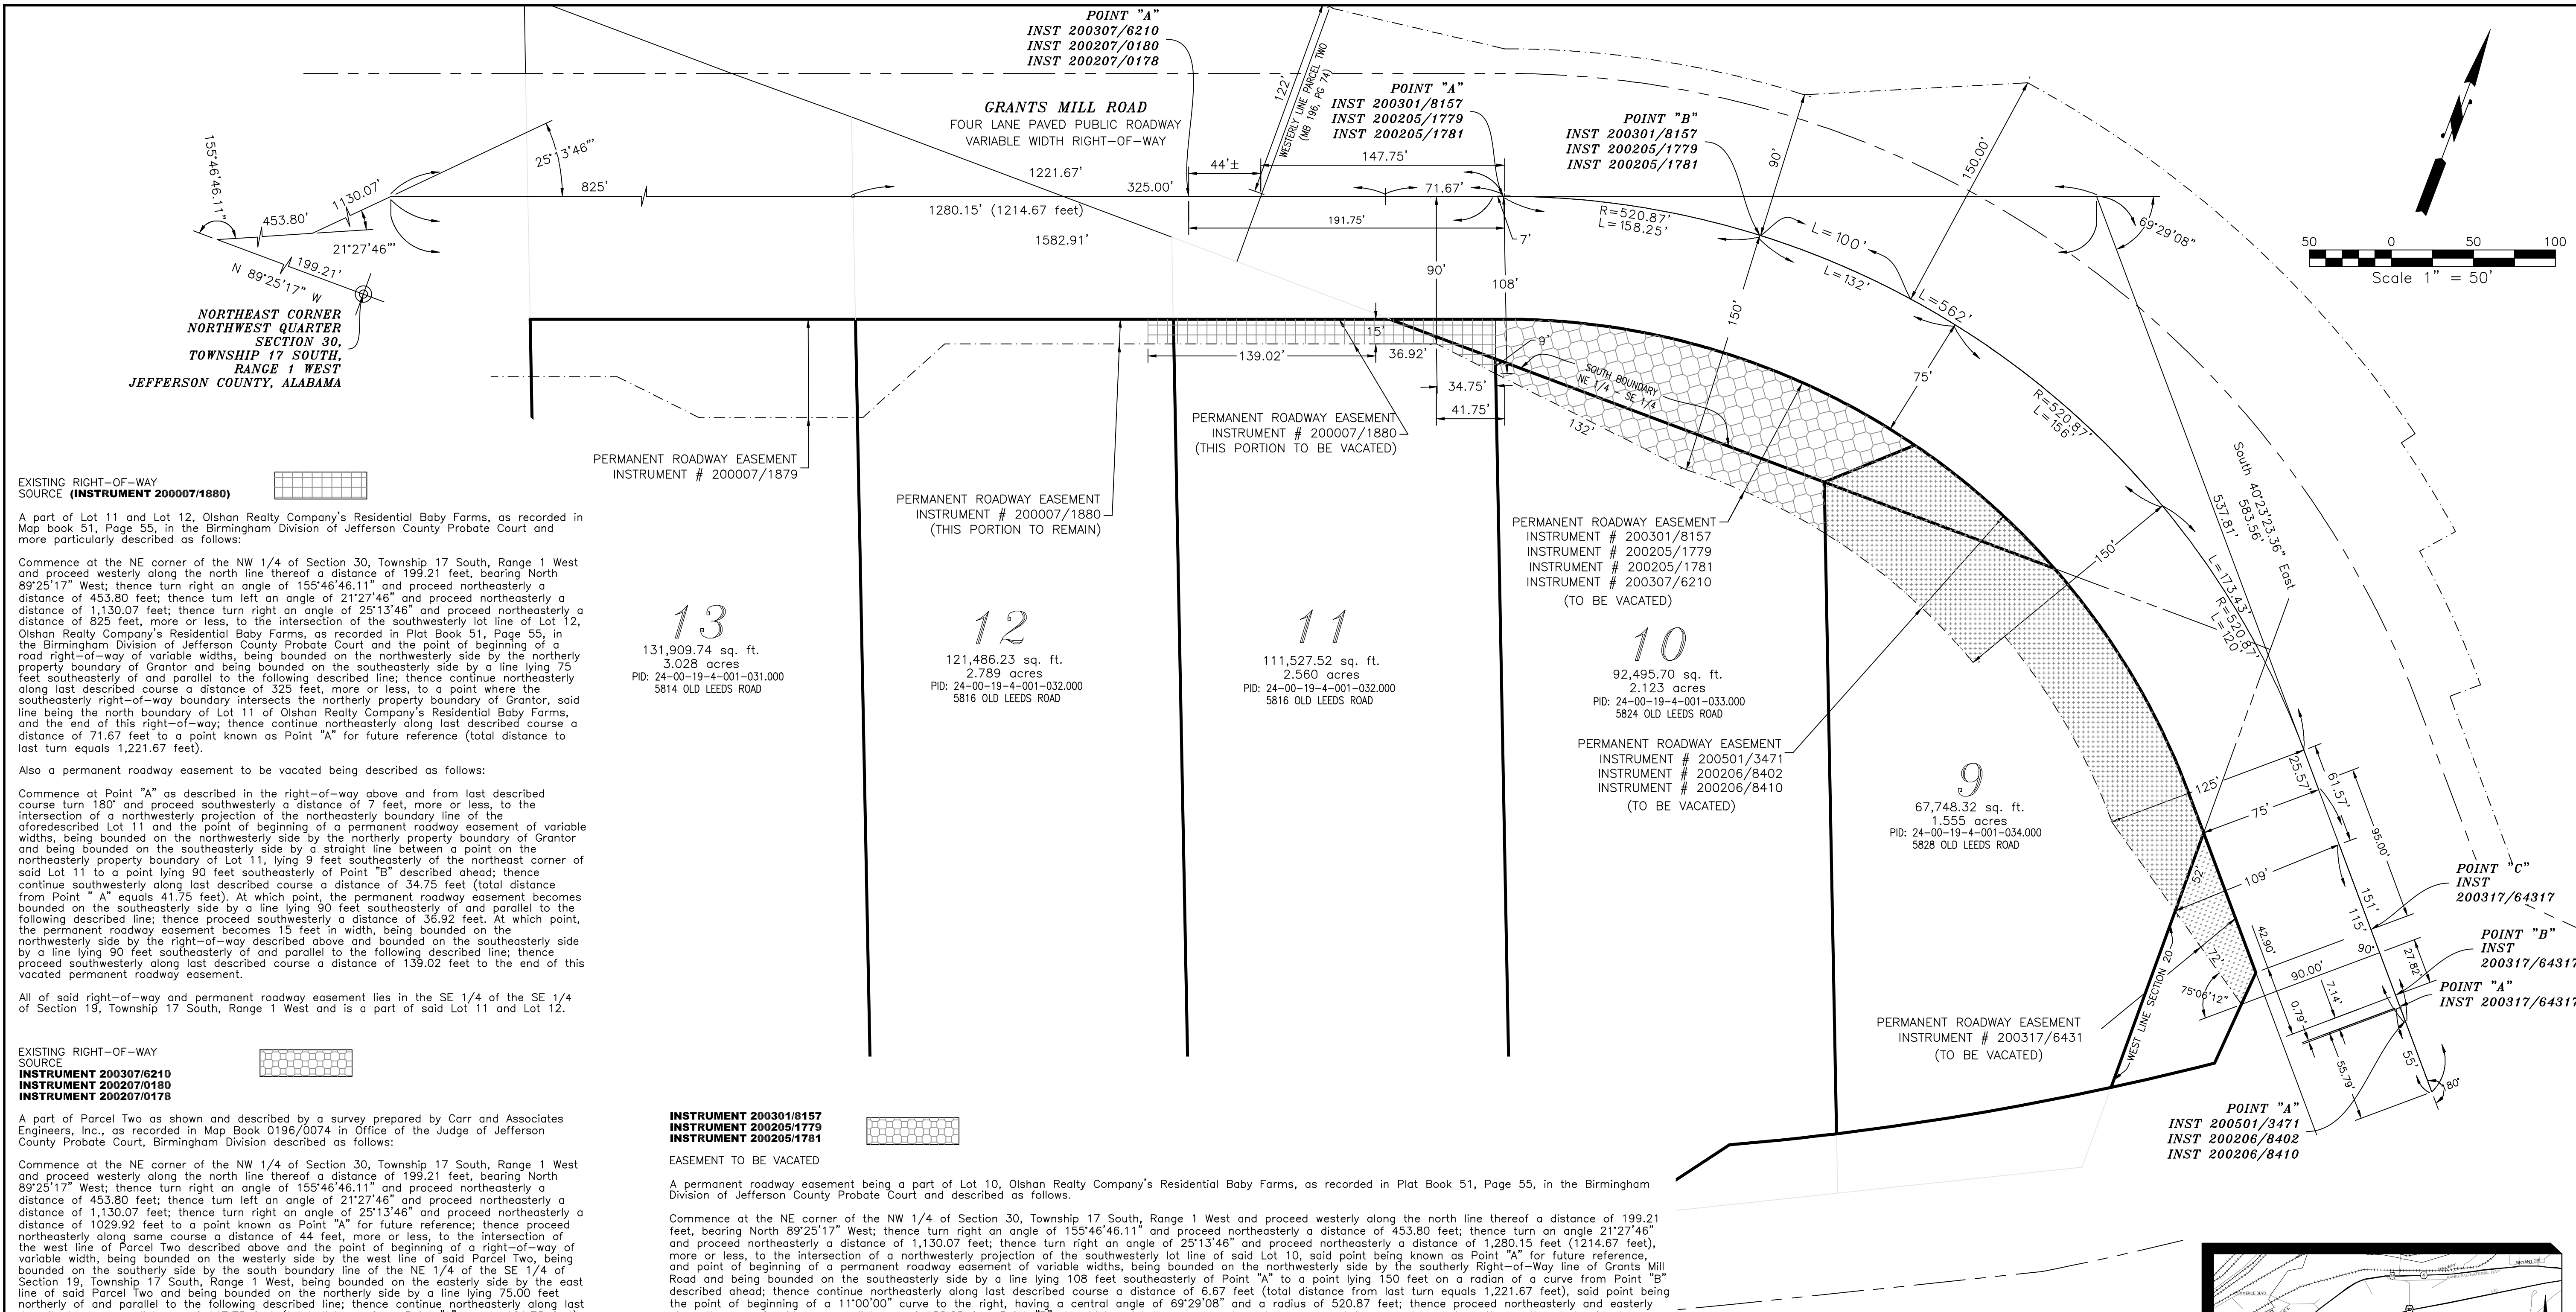 POINT "A"
INST 200307/6210
INST 200207/0180
INST 200207/0178
GRANTS MILL ROAD
FOUR LANE PAVED PUBLIC ROADWAY
VARIABLE WIDTH RIGHT-OF-WAY
122'
WESTERLY LINE PARCEL TWO
(MB 196, PG 74)
POINT "A"
INST 200301/8157
INST 200205/1779
INST 200205/1781
POINT "B"
INST 200301/8157
INST 200205/1779
INST 200205/1781
155°46'46.11"
453.80'
1130.07'
25°13'46"
21°27'46"
825'
199.21'
N 89°25'17" W
1221.67'
325.00'
44'±
147.75'
71.67'
1280.15' (1214.67 feet)
191.75'
1582.91'
7'
90'
108'
90'
150.00'
R=520.87'
L=158.25'
L=100'
L=132'
L=562'
69°29'08"
50 0 50 100
Scale 1" = 50'
NORTHEAST CORNER
NORTHWEST QUARTER
SECTION 30,
TOWNSHIP 17 SOUTH,
RANGE 1 WEST
JEFFERSON COUNTY, ALABAMA
15'
139.02'
36.92'
9'
34.75'
41.75'
SOUTH BOUNDARY
NE 1/4 - SE 1/4
132'
150'
75'
R=520.87'
L=156'
South 40°23'23.36" East
583.56'
537.81'
150'
L=173.43'
R=520.87'
L=120'
PERMANENT ROADWAY EASEMENT
INSTRUMENT # 200007/1879
PERMANENT ROADWAY EASEMENT
INSTRUMENT # 200007/1880
(THIS PORTION TO REMAIN)
PERMANENT ROADWAY EASEMENT
INSTRUMENT # 200007/1880
(THIS PORTION TO BE VACATED)
PERMANENT ROADWAY EASEMENT
INSTRUMENT # 200301/8157
INSTRUMENT # 200205/1779
INSTRUMENT # 200205/1781
INSTRUMENT # 200307/6210
(TO BE VACATED)
13
131,909.74 sq. ft.
3.028 acres
PID: 24-00-19-4-001-031.000
5814 OLD LEEDS ROAD
12
121,486.23 sq. ft.
2.789 acres
PID: 24-00-19-4-001-032.000
5816 OLD LEEDS ROAD
11
111,527.52 sq. ft.
2.560 acres
PID: 24-00-19-4-001-032.000
5816 OLD LEEDS ROAD
10
92,495.70 sq. ft.
2.123 acres
PID: 24-00-19-4-001-033.000
5824 OLD LEEDS ROAD
PERMANENT ROADWAY EASEMENT
INSTRUMENT # 200501/3471
INSTRUMENT # 200206/8402
INSTRUMENT # 200206/8410
(TO BE VACATED)
9
67,748.32 sq. ft.
1.555 acres
PID: 24-00-19-4-001-034.000
5828 OLD LEEDS ROAD
125'
25.57'
61.57'
75'
95.00'
109'
52'
151'
115'
90°
42.90'
90.00'
27.82'
7.14'
0.79'
72'
75°06'12"
55.79'
55'
80'
WEST LINE SECTION 20
PERMANENT ROADWAY EASEMENT
INSTRUMENT # 200317/6431
(TO BE VACATED)
POINT "C"
INST
200317/64317
POINT "B"
INST
200317/64317
POINT "A"
INST 200317/64317
POINT "A"
INST 200501/3471
INST 200206/8402
INST 200206/8410
EXISTING RIGHT-OF-WAY
SOURCE (INSTRUMENT 200007/1880)
A part of Lot 11 and Lot 12, Olshan Realty Company's Residential Baby Farms, as recorded in
Map book 51, Page 55, in the Birmingham Division of Jefferson County Probate Court and
more particularly described as follows:
Commence at the NE corner of the NW 1/4 of Section 30, Township 17 South, Range 1 West
and proceed westerly along the north line thereof a distance of 199.21 feet, bearing North
89°25'17" West; thence turn right an angle of 155°46'46.11" and proceed northeasterly a
distance of 453.80 feet; thence turn left an angle of 21°27'46" and proceed northeasterly a
distance of 1,130.07 feet; thence turn right an angle of 25°13'46" and proceed northeasterly a
distance of 825 feet, more or less, to the intersection of the southwesterly lot line of Lot 12,
Olshan Realty Company's Residential Baby Farms, as recorded in Plat Book 51, Page 55, in
the Birmingham Division of Jefferson County Probate Court and the point of beginning of a
road right-of-way of variable widths, being bounded on the northwesterly side by the northerly
property boundary of Grantor and being bounded on the southeasterly side by a line lying 75
feet southeasterly of and parallel to the following described line; thence continue northeasterly
along last described course a distance of 325 feet, more or less, to a point where the
southeasterly right-of-way boundary intersects the northerly property boundary of Grantor, said
line being the north boundary of Lot 11 of Olshan Realty Company's Residential Baby Farms,
and the end of this right-of-way; thence continue northeasterly along last described course a
distance of 71.67 feet to a point known as Point "A" for future reference (total distance to
last turn equals 1,221.67 feet).
Also a permanent roadway easement to be vacated being described as follows:
Commence at Point "A" as described in the right-of-way above and from last described
course turn 180° and proceed southwesterly a distance of 7 feet, more or less, to the
intersection of a northwesterly projection of the northeasterly boundary line of the
aforedescribed Lot 11 and the point of beginning of a permanent roadway easement of variable
widths, being bounded on the northwesterly side by the northerly property boundary of Grantor
and being bounded on the southeasterly side by a straight line between a point on the
northeasterly property boundary of Lot 11, lying 9 feet southeasterly of the northeast corner of
said Lot 11 to a point lying 90 feet southeasterly of Point "B" described ahead; thence
continue southwesterly along last described course a distance of 34.75 feet (total distance
from Point " A" equals 41.75 feet). At which point, the permanent roadway easement becomes
bounded on the southeasterly side by a line lying 90 feet southeasterly of and parallel to the
following described line; thence proceed southwesterly a distance of 36.92 feet. At which point,
the permanent roadway easement becomes 15 feet in width, being bounded on the
northwesterly side by the right-of-way described above and bounded on the southeasterly side
by a line lying 90 feet southeasterly of and parallel to the following described line; thence
proceed southwesterly along last described course a distance of 139.02 feet to the end of this
vacated permanent roadway easement.
All of said right-of-way and permanent roadway easement lies in the SE 1/4 of the SE 1/4
of Section 19, Township 17 South, Range 1 West and is a part of said Lot 11 and Lot 12.
EXISTING RIGHT-OF-WAY
SOURCE
INSTRUMENT 200307/6210
INSTRUMENT 200207/0180
INSTRUMENT 200207/0178
A part of Parcel Two as shown and described by a survey prepared by Carr and Associates
Engineers, Inc., as recorded in Map Book 0196/0074 in Office of the Judge of Jefferson
County Probate Court, Birmingham Division described as follows:
Commence at the NE corner of the NW 1/4 of Section 30, Township 17 South, Range 1 West
and proceed westerly along the north line thereof a distance of 199.21 feet, bearing North
89°25'17" West; thence turn right an angle of 155°46'46.11" and proceed northeasterly a
distance of 453.80 feet; thence turn left an angle of 21°27'46" and proceed northeasterly a
distance of 1,130.07 feet; thence turn right an angle of 25°13'46" and proceed northeasterly a
distance of 1029.92 feet to a point known as Point "A" for future reference; thence proceed
northeasterly along same course a distance of 44 feet, more or less, to the intersection of
the west line of Parcel Two described above and the point of beginning of a right-of-way of
variable width, being bounded on the westerly side by the west line of said Parcel Two, being
bounded on the southerly side by the south boundary line of the NE 1/4 of the SE 1/4 of
Section 19, Township 17 South, Range 1 West, being bounded on the easterly side by the east
line of said Parcel Two and bounded on the northerly side by a line lying 75.00 feet
northerly of and parallel to the following described line; thence continue northeasterly along last
INSTRUMENT 200301/8157
INSTRUMENT 200205/1779
INSTRUMENT 200205/1781
EASEMENT TO BE VACATED
A permanent roadway easement being a part of Lot 10, Olshan Realty Company's Residential Baby Farms, as recorded in Plat Book 51, Page 55, in the Birmingham
Division of Jefferson County Probate Court and described as follows.
Commence at the NE corner of the NW 1/4 of Section 30, Township 17 South, Range 1 West and proceed westerly along the north line thereof a distance of 199.21
feet, bearing North 89°25'17" West; thence turn right an angle of 155°46'46.11" and proceed northeasterly a distance of 453.80 feet; thence turn an angle 21°27'46"
and proceed northeasterly a distance of 1,130.07 feet; thence turn right an angle of 25°13'46" and proceed northeasterly a distance of 1,280.15 feet (1214.67 feet),
more or less, to the intersection of a northwesterly projection of the southwesterly lot line of said Lot 10, said point being known as Point "A" for future reference,
and point of beginning of a permanent roadway easement of variable widths, being bounded on the northwesterly side by the southerly Right-of-Way line of Grants Mill
Road and being bounded on the southeasterly side by a line lying 108 feet southeasterly of Point "A" to a point lying 150 feet on a radian of a curve from Point "B"
described ahead; thence continue northeasterly along last described course a distance of 6.67 feet (total distance from last turn equals 1,221.67 feet), said point being
the point of beginning of a 11°00'00" curve to the right, having a central angle of 69°29'08" and a radius of 520.87 feet; thence proceed northeasterly and easterly